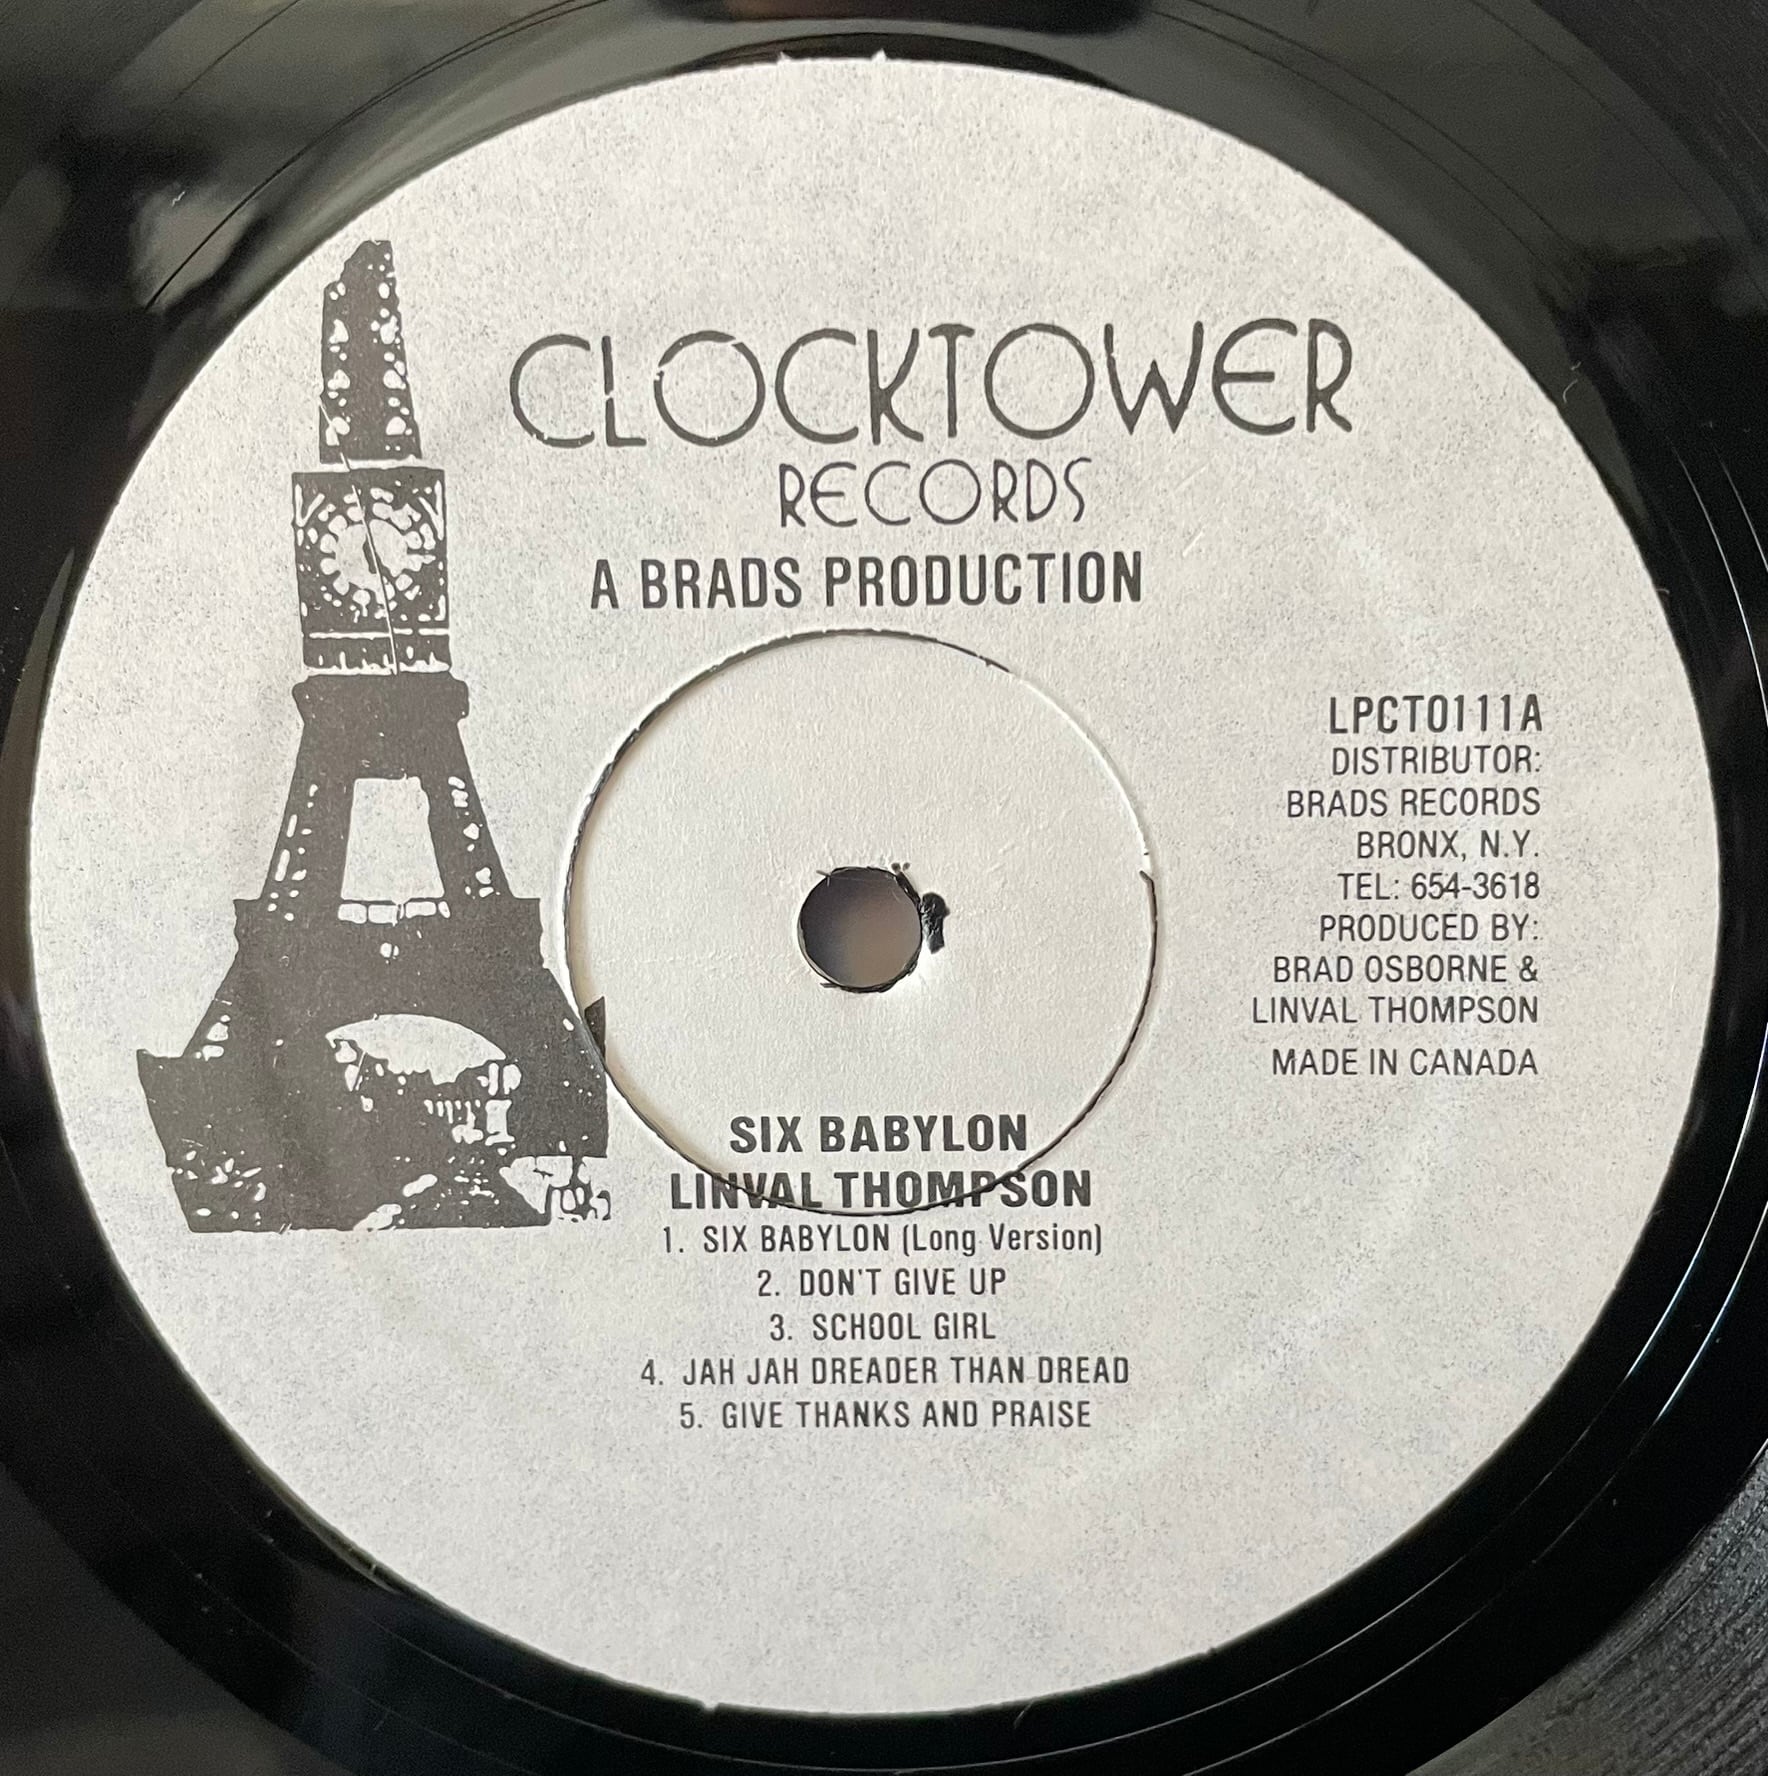 CLOCKTOWER
RECORDS
A BRADS PRODUCTION
LPCT0111A
DISTRIBUTOR:
BRADS RECORDS
BRONX, N.Y.
TEL: 654-3618
PRODUCED BY:
BRAD OSBORNE &
LINVAL THOMPSON
MADE IN CANADA
SIX BABYLON
LINVAL THOMPSON
1. SIX BABYLON (Long Version)
2. DON'T GIVE UP
3. SCHOOL GIRL
4. JAH JAH DREADER THAN DREAD
5. GIVE THANKS AND PRAISE